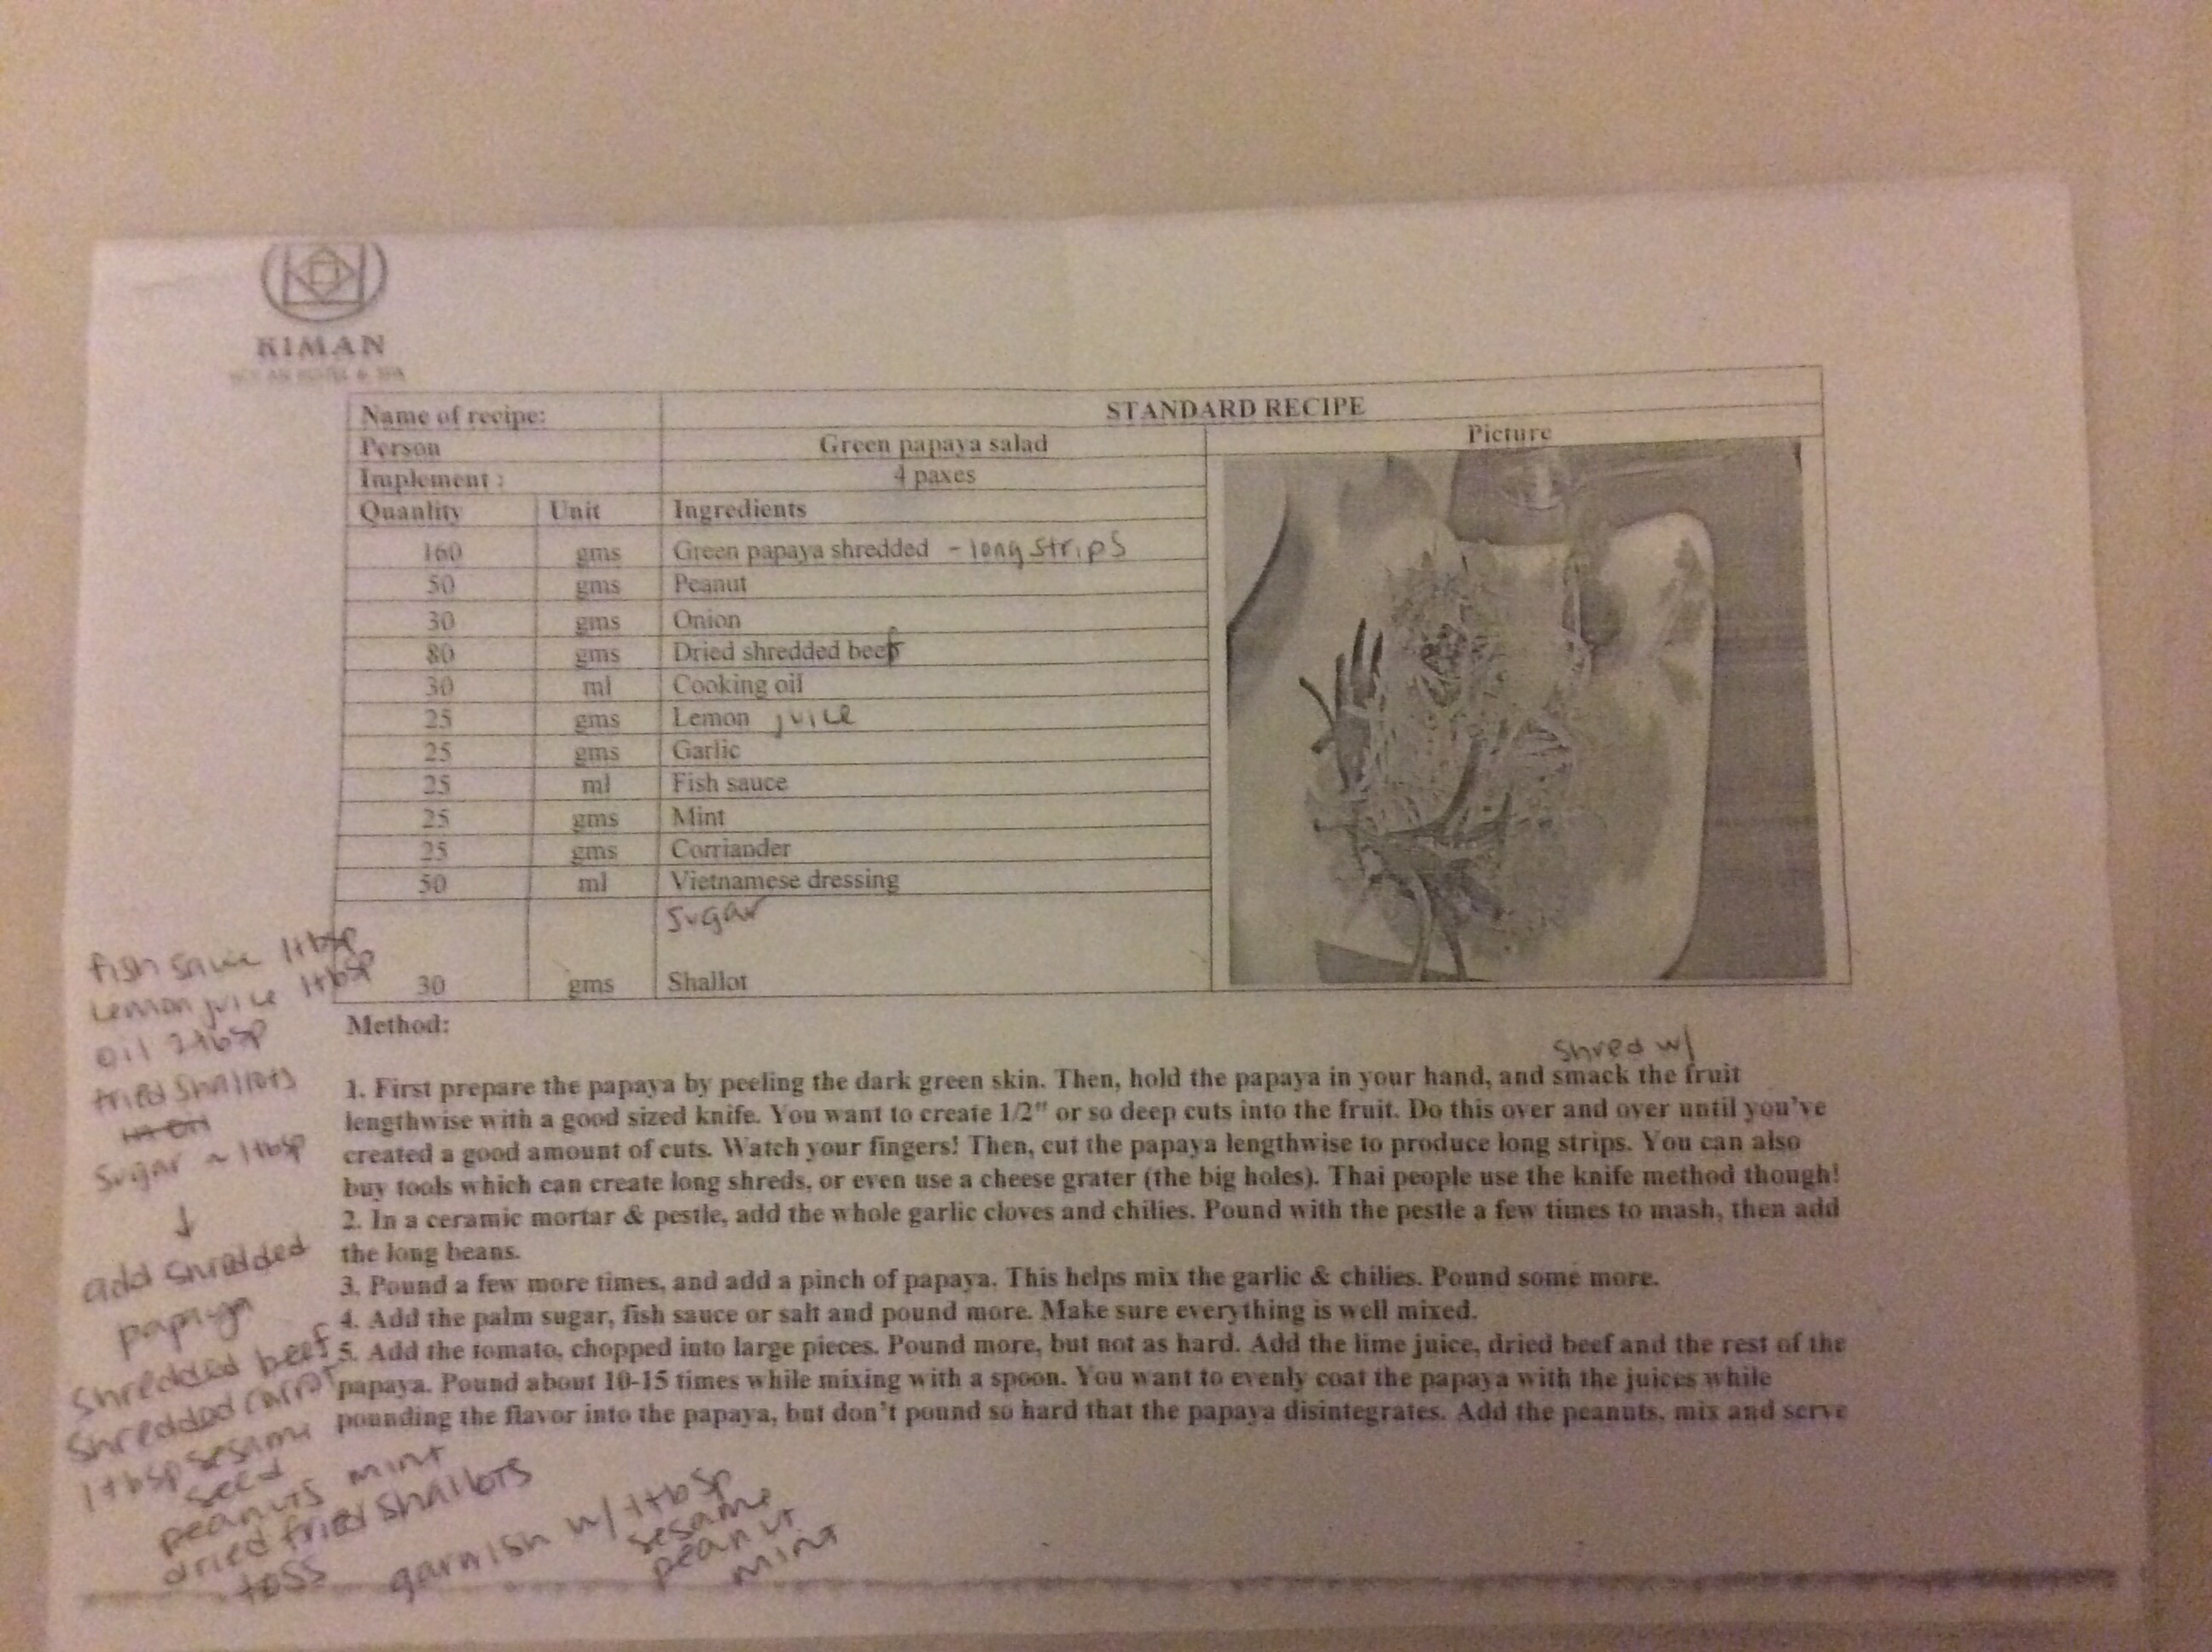 KIMAN
HOI AN HOTEL & SPA
Name of recipe: STANDARD RECIPE
Person Green papaya salad Picture
Implement : 4 paxes
Quanlity Unit Ingredients
160 gms Green papaya shredded - long strips
50 gms Peanut
30 gms Onion
80 gms Dried shredded beef
30 ml Cooking oil
25 gms Lemon juice
25 gms Garlic
25 ml Fish sauce
25 gms Mint
25 gms Corriander
50 ml Vietnamese dressing
sugar
30 gms Shallot
Method:
shred w/
1. First prepare the papaya by peeling the dark green skin. Then, hold the papaya in your hand, and smack the fruit
lengthwise with a good sized knife. You want to create 1/2" or so deep cuts into the fruit. Do this over and over until you've
created a good amount of cuts. Watch your fingers! Then, cut the papaya lengthwise to produce long strips. You can also
buy tools which can create long shreds, or even use a cheese grater (the big holes). Thai people use the knife method though!
2. In a ceramic mortar & pestle, add the whole garlic cloves and chilies. Pound with the pestle a few times to mash, then add
the long beans.
3. Pound a few more times, and add a pinch of papaya. This helps mix the garlic & chilies. Pound some more.
4. Add the palm sugar, fish sauce or salt and pound more. Make sure everything is well mixed.
5. Add the tomato, chopped into large pieces. Pound more, but not as hard. Add the lime juice, dried beef and the rest of the
papaya. Pound about 10-15 times while mixing with a spoon. You want to evenly coat the papaya with the juices while
pounding the flavor into the papaya, but don't pound so hard that the papaya disintegrates. Add the peanuts, mix and serve
fish sauce 1tbsp
Lemon juice 1tbsp
oil 2tbsp
fried shallots
sugar ~ 1tbsp
↓
add shredded
papaya
shredded beef
shredded carrot
1tbsp sesame
seed
peanuts mint
dried fried shallots
toss
garnish w/ 1tbsp
sesame
peanut
mint